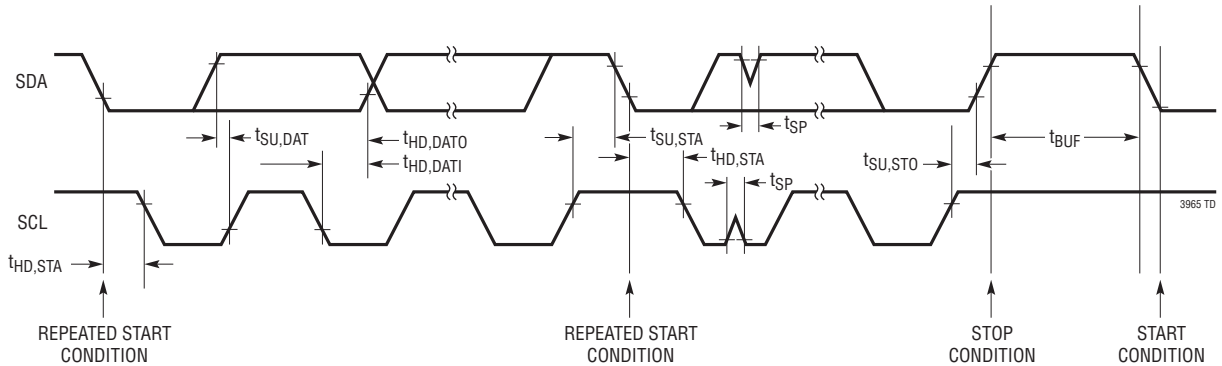 SDA
tSU,DAT
tHD,DATO
tHD,DATI
tSU,STA
tHD,STA
tSP
tSP
tSU,STO
tBUF
SCL
3965 TD
tHD,STA
REPEATED START
CONDITION
REPEATED START
CONDITION
STOP
CONDITION
START
CONDITION